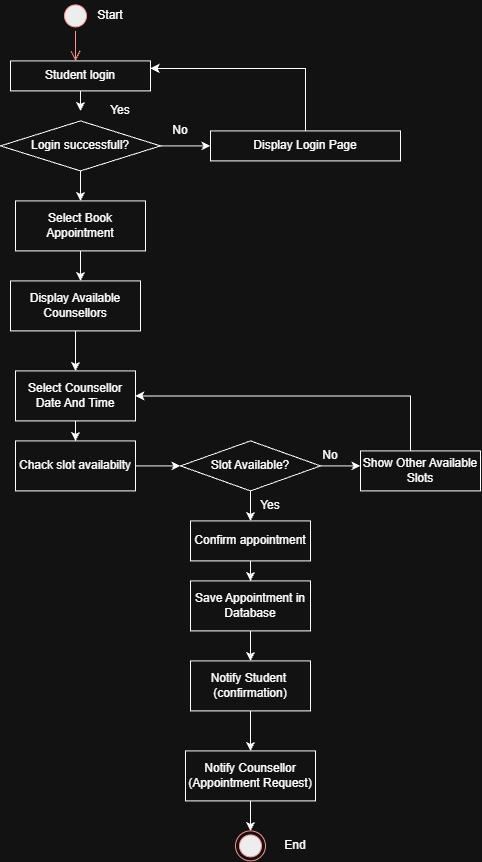 Start
Student login
Yes
Login successfull?
No
Display Login Page
Select Book
Appointment
Display Available
Counsellors
Select Counsellor
Date And Time
Chack slot availabilty
Slot Available?
No
Show Other Available
Slots
Yes
Confirm appointment
Save Appointment in
Database
Notify Student
(confirmation)
Notify Counsellor
(Appointment Request)
End